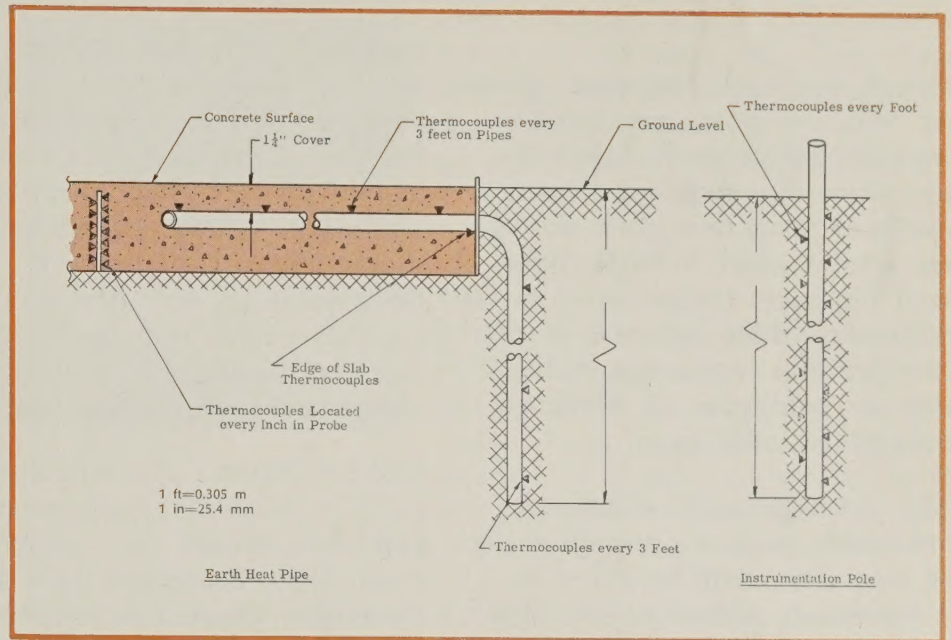 Concrete Surface
1¼" Cover
Thermocouples every
3 feet on Pipes
Ground Level
Thermocouples every Foot
Edge of Slab
Thermocouples
Thermocouples Located
every Inch in Probe
1 ft=0.305 m
1 in=25.4 mm
Thermocouples every 3 Feet
Earth Heat Pipe
Instrumentation Pole